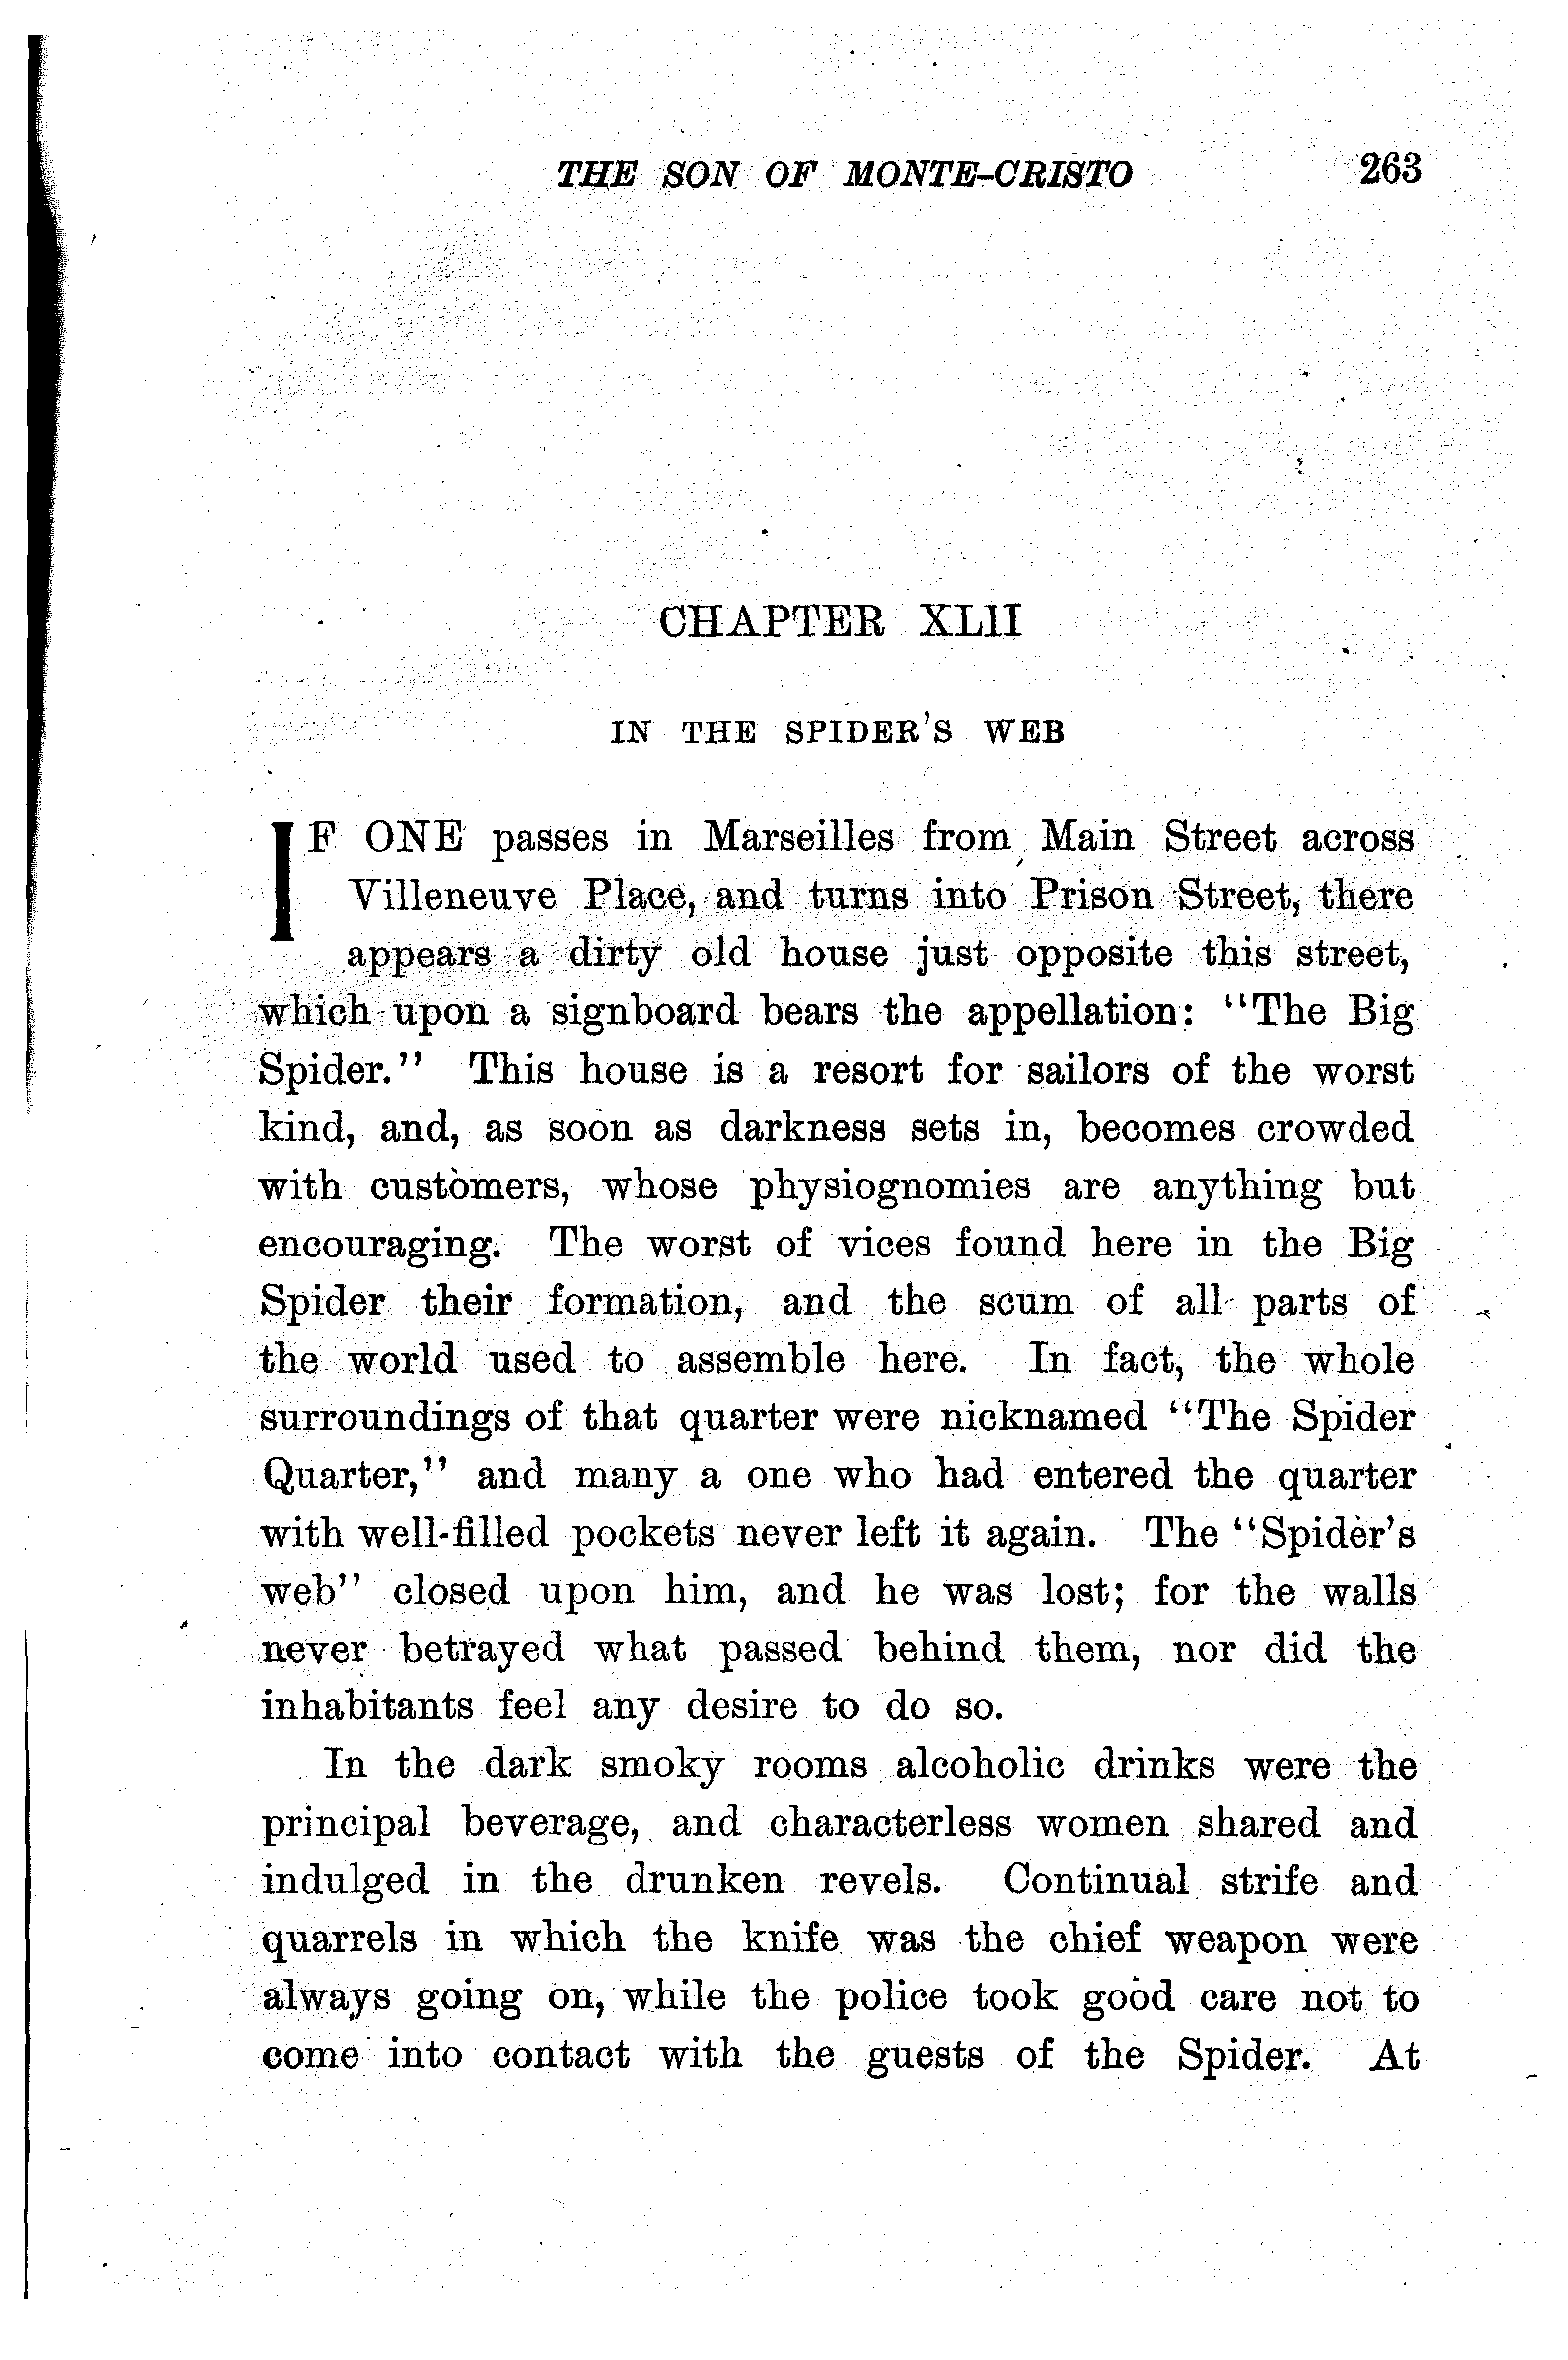 THE SON OF MONTE-CRISTO 263
CHAPTER XLII
IN THE SPIDER'S WEB
IF ONE passes in Marseilles from Main Street across
Villeneuve Place, and turns into Prison Street, there
appears a dirty old house just opposite this street,
which upon a signboard bears the appellation: "The Big
Spider." This house is a resort for sailors of the worst
kind, and, as soon as darkness sets in, becomes crowded
with customers, whose physiognomies are anything but
encouraging. The worst of vices found here in the Big
Spider their formation, and the scum of all parts of
the world used to assemble here. In fact, the whole
surroundings of that quarter were nicknamed "The Spider
Quarter," and many a one who had entered the quarter
with well-filled pockets never left it again. The "Spider's
web" closed upon him, and he was lost; for the walls
never betrayed what passed behind them, nor did the
inhabitants feel any desire to do so.
In the dark smoky rooms alcoholic drinks were the
principal beverage, and characterless women shared and
indulged in the drunken revels. Continual strife and
quarrels in which the knife was the chief weapon were
always going on, while the police took good care not to
come into contact with the guests of the Spider. At